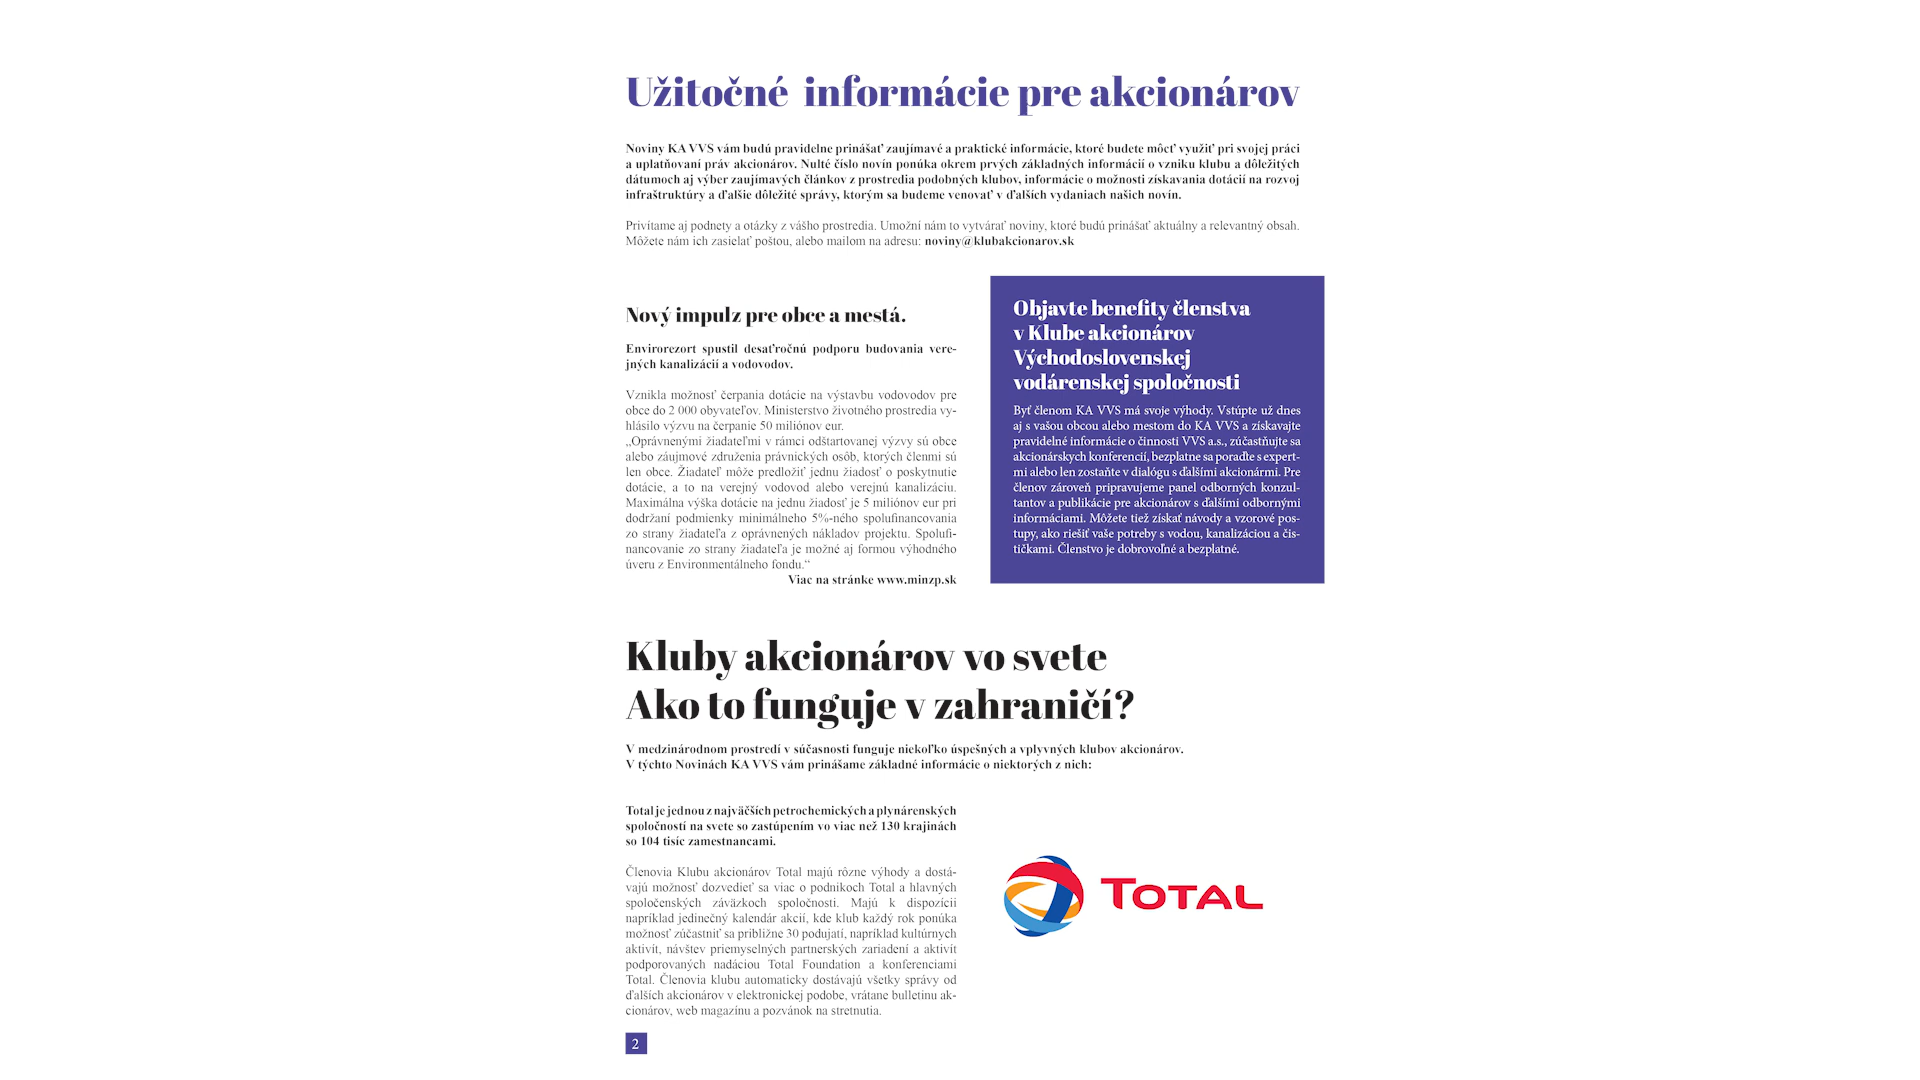 Užitočné informácie pre akcionárov
Noviny KA VVS vám budú pravidelne prinášať zaujímavé a praktické informácie, ktoré budete môcť využiť pri svojej práci
a uplatňovaní práv akcionárov. Nulté číslo novín ponúka okrem prvých základných informácií o vzniku klubu a dôležitých
dátumoch aj výber zaujímavých článkov z prostredia podobných klubov, informácie o možnosti získavania dotácií na rozvoj
infraštruktúry a ďalšie dôležité správy, ktorým sa budeme venovať v ďalších vydaniach našich novín.
Privítame aj podnety a otázky z vášho prostredia. Umožní nám to vytvárať noviny, ktoré budú prinášať aktuálny a relevantný obsah.
Môžete nám ich zasielať poštou, alebo mailom na adresu: noviny@klubakcionarov.sk
Nový impulz pre obce a mestá.
Envirorezort spustil desaťročnú podporu budovania vere-
jných kanalizácií a vodovodov.
Vznikla možnosť čerpania dotácie na výstavbu vodovodov pre
obce do 2 000 obyvateľov. Ministerstvo životného prostredia vy-
hlásilo výzvu na čerpanie 50 miliónov eur.
„Oprávnenými žiadateľmi v rámci odštartovanej výzvy sú obce
alebo záujmové združenia právnických osôb, ktorých členmi sú
len obce. Žiadateľ môže predložiť jednu žiadosť o poskytnutie
dotácie, a to na verejný vodovod alebo verejnú kanalizáciu.
Maximálna výška dotácie na jednu žiadosť je 5 miliónov eur pri
dodržaní podmienky minimálneho 5%-ného spolufinancovania
zo strany žiadateľa z oprávnených nákladov projektu. Spolufi-
nancovanie zo strany žiadateľa je možné aj formou výhodného
úveru z Environmentálneho fondu.“
Viac na stránke www.minzp.sk
Objavte benefity členstva
v Klube akcionárov
Východoslovenskej
vodárenskej spoločnosti
Byť členom KA VVS má svoje výhody. Vstúpte už dnes
aj s vašou obcou alebo mestom do KA VVS a získavajte
pravidelné informácie o činnosti VVS a.s., zúčastňujte sa
akcionárskych konferencií, bezplatne sa poraďte s expert-
mi alebo len zostaňte v dialógu s ďalšími akcionármi. Pre
členov zároveň pripravujeme panel odborných konzul-
tantov a publikácie pre akcionárov s ďalšími odbornými
informáciami. Môžete tiež získať návody a vzorové pos-
tupy, ako riešiť vaše potreby s vodou, kanalizáciou a čis-
tičkami. Členstvo je dobrovoľné a bezplatné.
Kluby akcionárov vo svete
Ako to funguje v zahraničí?
V medzinárodnom prostredí v súčasnosti funguje niekoľko úspešných a vplyvných klubov akcionárov.
V týchto Novinách KA VVS vám prinášame základné informácie o niektorých z nich:
Total je jednou z najväčších petrochemických a plynárenských
spoločností na svete so zastúpením vo viac než 130 krajinách
so 104 tisíc zamestnancami.
Členovia Klubu akcionárov Total majú rôzne výhody a dostá-
vajú možnosť dozvedieť sa viac o podnikoch Total a hlavných
spoločenských záväzkoch spoločnosti. Majú k dispozícii
napríklad jedinečný kalendár akcií, kde klub každý rok ponúka
možnosť zúčastniť sa približne 30 podujatí, napríklad kultúrnych
aktivít, návštev priemyselných partnerských zariadení a aktivít
podporovaných nadáciou Total Foundation a konferenciami
Total. Členovia klubu automaticky dostávajú všetky správy od
ďalších akcionárov v elektronickej podobe, vrátane bulletinu ak-
cionárov, web magazínu a pozvánok na stretnutia.
TOTAL
2